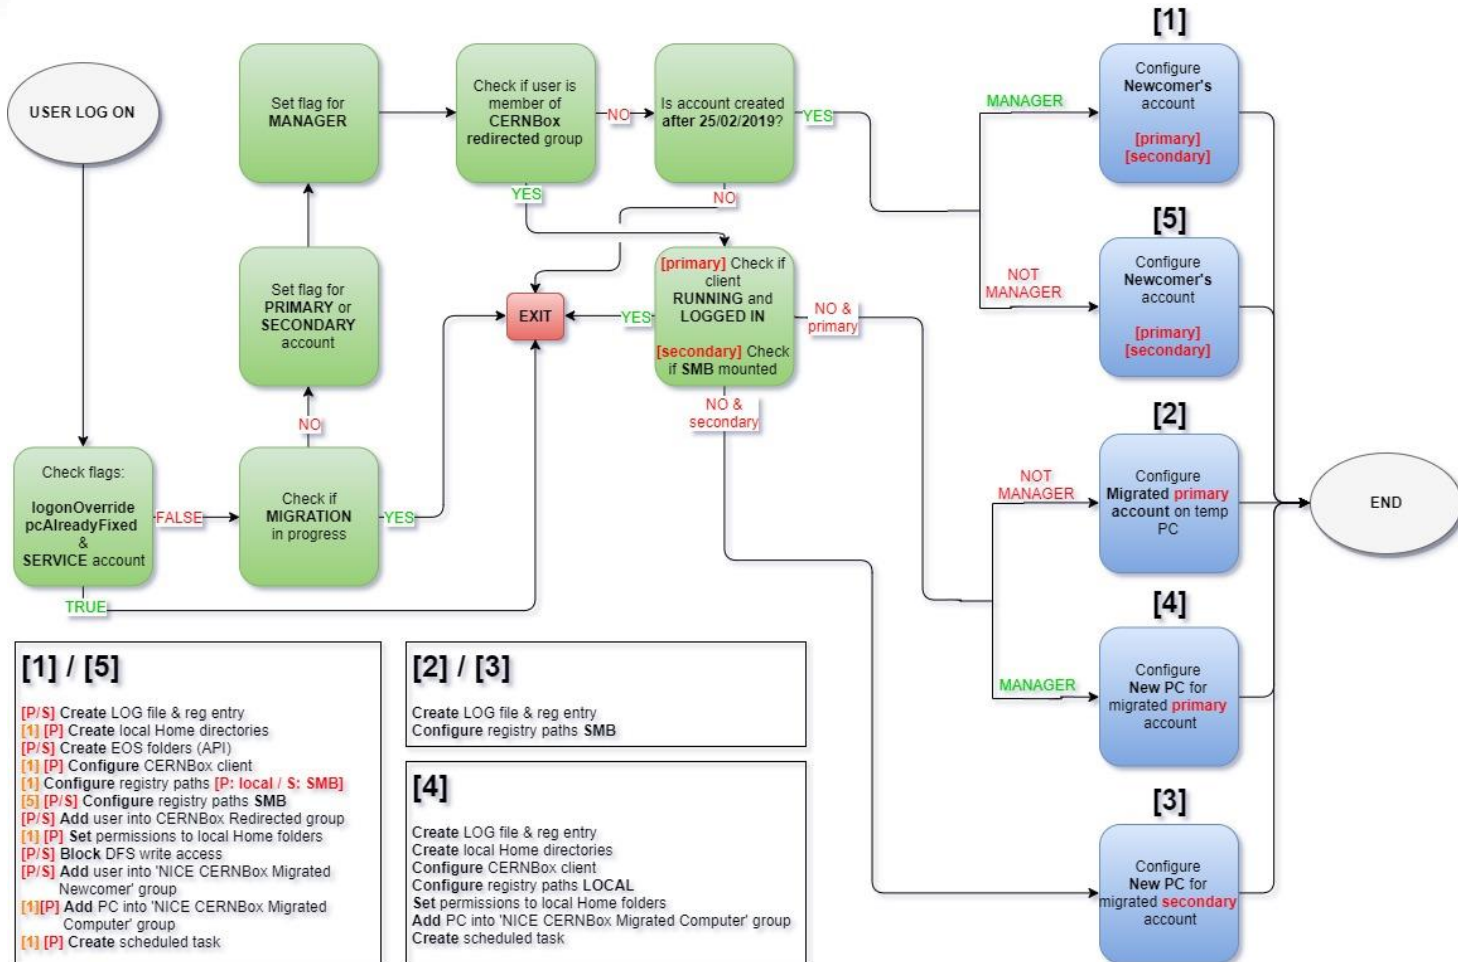 [1]
USER LOG ON
Set flag for
MANAGER
Check if user is
member of
CERNBox
redirected group
NO
Is account created
after 25/02/2019?
YES
MANAGER
Configure
Newcomer's
account
[primary]
[secondary]
YES
NO
[5]
Set flag for
PRIMARY or
SECONDARY
account
EXIT
YES
[primary] Check if
client
RUNNING and
LOGGED IN
[secondary] Check
if SMB mounted
NO &
primary
NOT
MANAGER
Configure
Newcomer's
account
[primary]
[secondary]
NO
NO &
secondary
[2]
Check flags:
logonOverride
pcAlreadyFixed
&
SERVICE account
FALSE
Check if
MIGRATION
in progress
YES
NOT
MANAGER
Configure
Migrated primary
account on temp
PC
END
TRUE
[4]
MANAGER
Configure
New PC for
migrated primary
account
[3]
Configure
New PC for
migrated secondary
account
[1] / [5]
[P/S] Create LOG file & reg entry
[1] [P] Create local Home directories
[P/S] Create EOS folders (API)
[1] [P] Configure CERNBox client
[1] Configure registry paths [P: local / S: SMB]
[5] [P/S] Configure registry paths SMB
[P/S] Add user into CERNBox Redirected group
[1] [P] Set permissions to local Home folders
[P/S] Block DFS write access
[P/S] Add user into 'NICE CERNBox Migrated
Newcomer' group
[1][P] Add PC into 'NICE CERNBox Migrated
Computer' group
[1] [P] Create scheduled task
[2] / [3]
Create LOG file & reg entry
Configure registry paths SMB
[4]
Create LOG file & reg entry
Create local Home directories
Configure CERNBox client
Configure registry paths LOCAL
Set permissions to local Home folders
Add PC into 'NICE CERNBox Migrated Computer' group
Create scheduled task